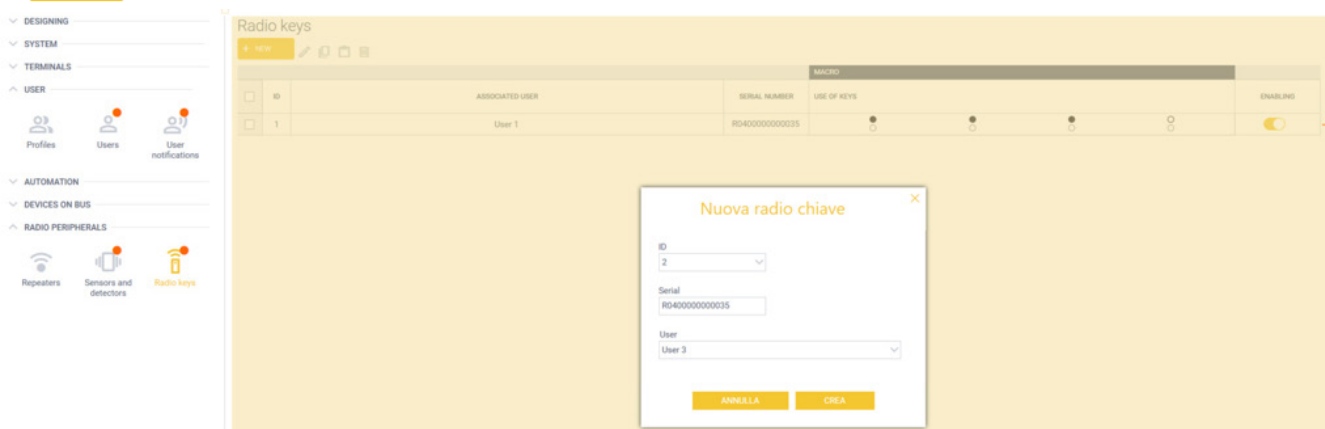 DESIGNING
SYSTEM
TERMINALS
USER
Profiles
Users
User
notifications
AUTOMATION
DEVICES ON BUS
RADIO PERIPHERALS
Repeaters
Sensors and
detectors
Radio keys
Radio keys
+ NEW
MACRO
ID ASSOCIATED USER SERIAL NUMBER USE OF KEYS ENABLING
1 User 1 R0400000000035
Nuova radio chiave
ID
2
Serial
R0400000000035
User
User 3
ANNULLA CREA